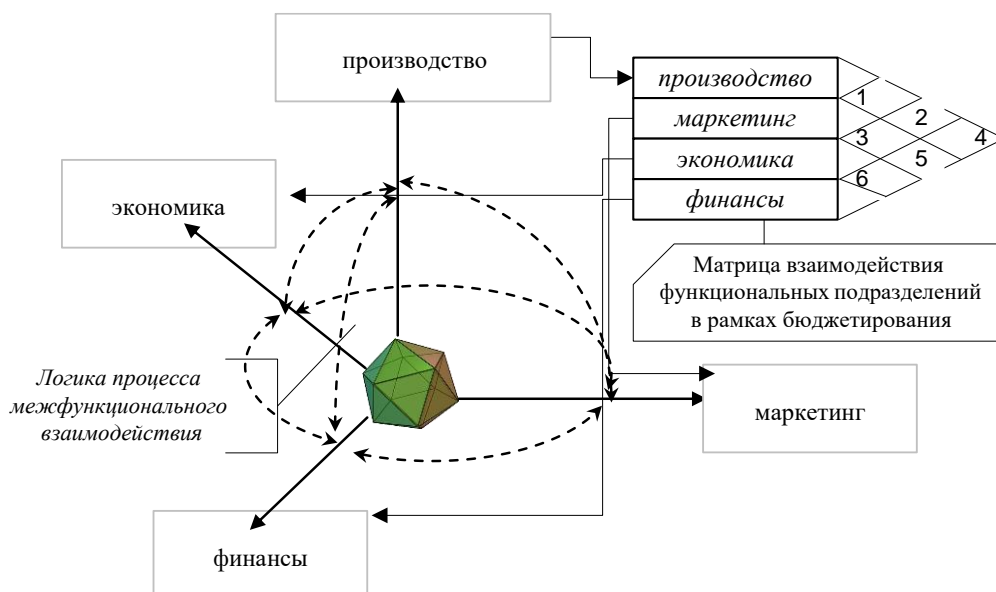 производство
производство
1
2
маркетинг
4
3
экономика
5
6
финансы
экономика
Матрица взаимодействия
функциональных подразделений
в рамках бюджетирования
Логика процесса
межфункционального
взаимодействия
маркетинг
финансы